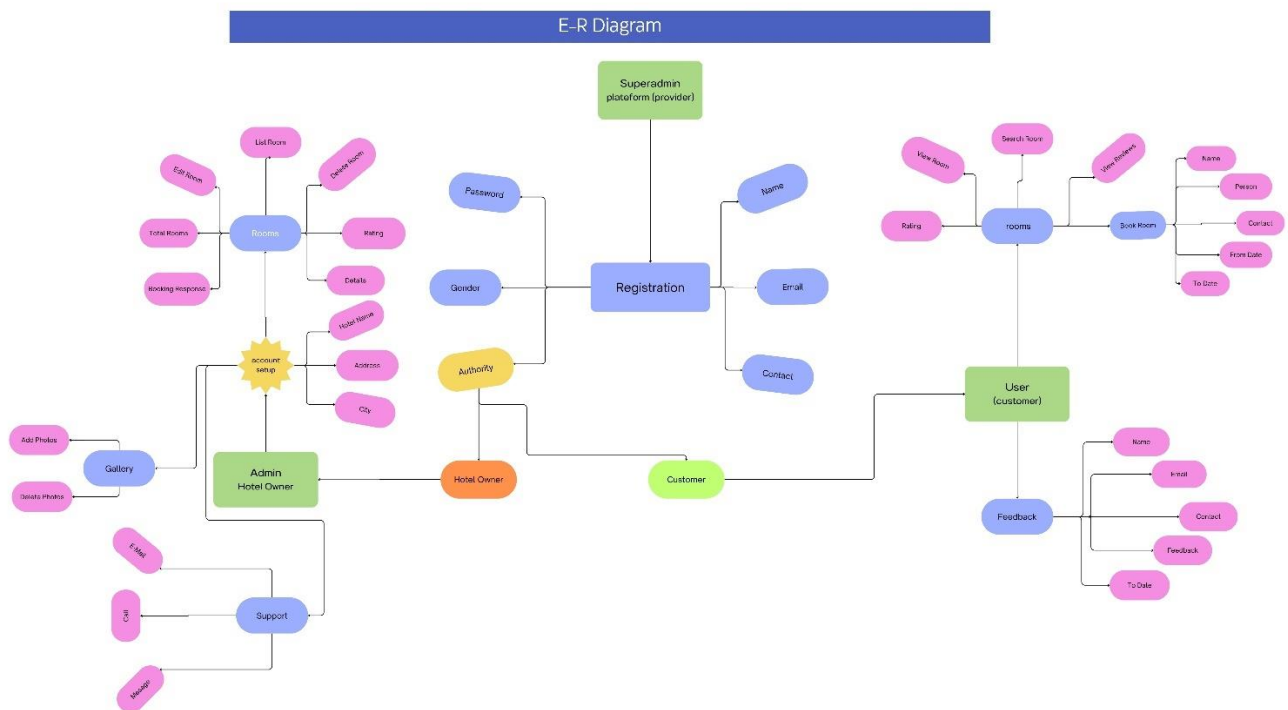 E-R Diagram
Superadmin
plateform (provider)
List Room
Edit Room
Delete Room
Total Rooms
Rooms
Rating
Booking Response
Details
Password
Name
Gender
Registration
Email
Authority
Contact
Search Room
View Room
View Reviews
Rating
rooms
Book Room
Name
Person
Contact
From Date
To Date
account
setup
Hotel Name
Address
City
User
(customer)
Add Photos
Gallery
Delete Photos
Admin
Hotel Owner
Hotel Owner
Customer
Name
Email
Feedback
Contact
Feedback
To Date
E-Mail
Call
Support
Mesage